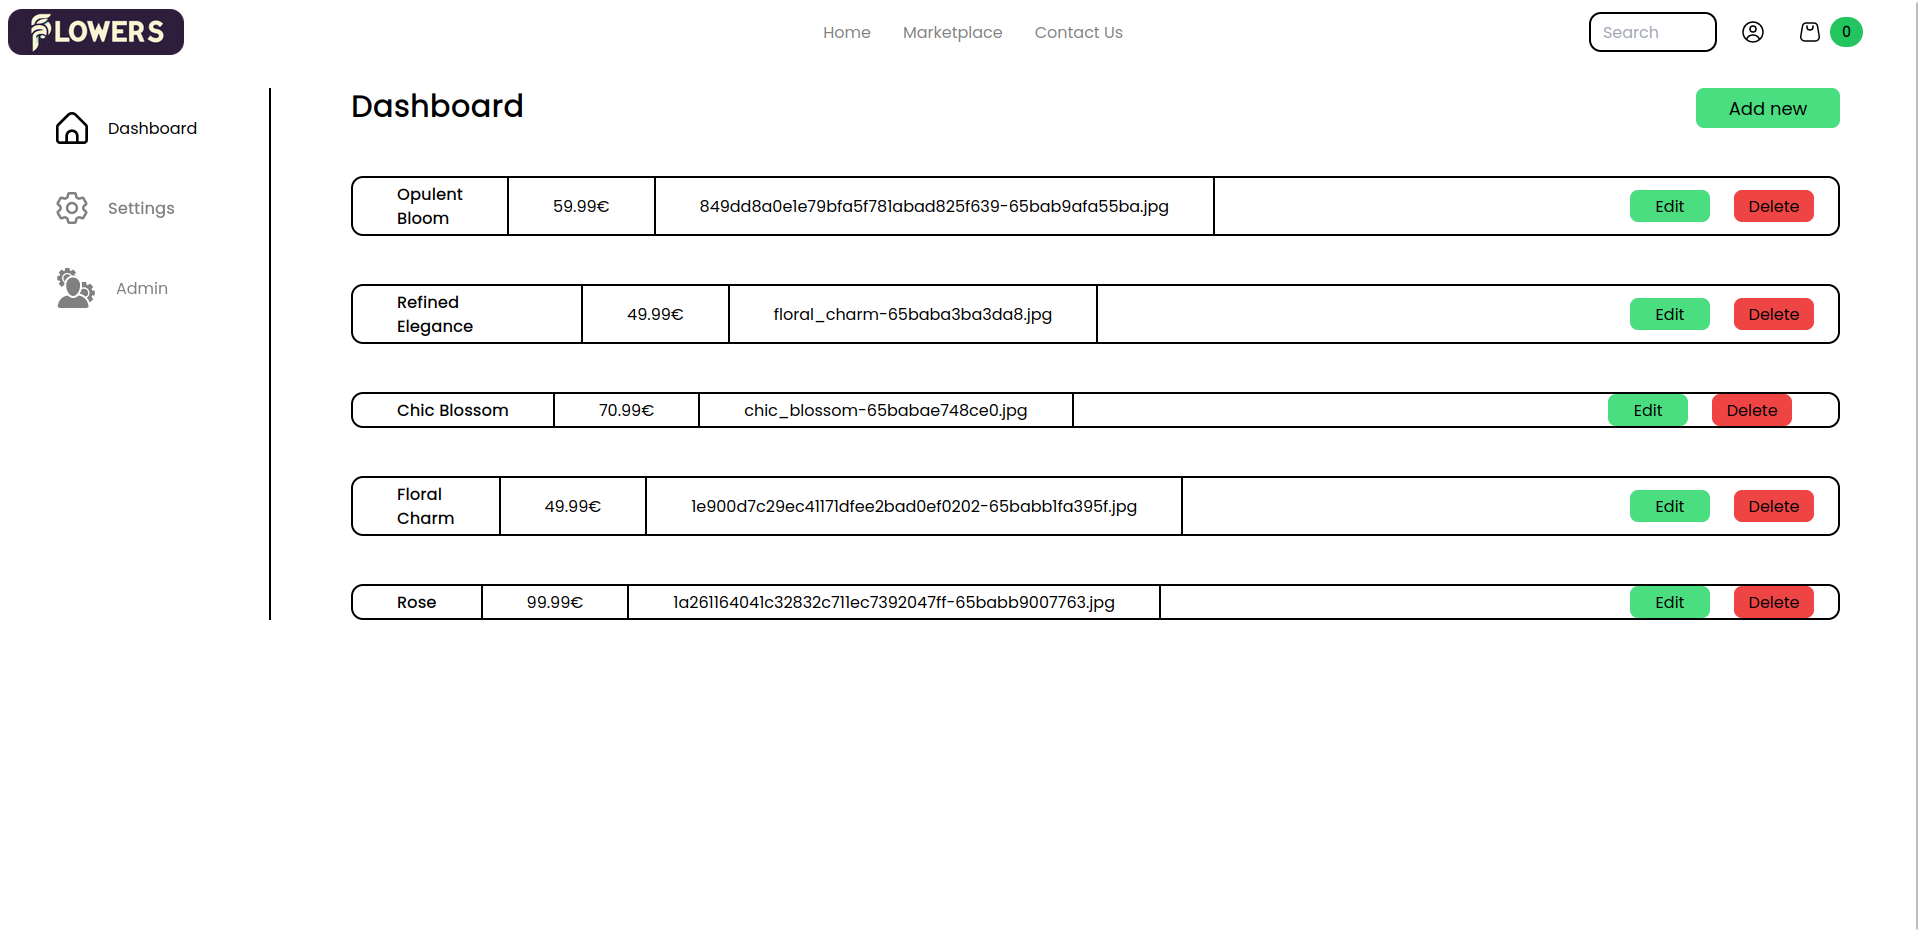 FLOWERS
Home
Marketplace
Contact Us
Search
0
Dashboard
Settings
Admin
Dashboard
Add new
Opulent
Bloom
59.99€
849dd8a0e1e79bfa5f781abad825f639-65bab9afa55ba.jpg
Edit
Delete
Refined
Elegance
49.99€
floral_charm-65baba3ba3da8.jpg
Edit
Delete
Chic Blossom
70.99€
chic_blossom-65babae748ce0.jpg
Edit
Delete
Floral
Charm
49.99€
1e900d7c29ec41171dfee2bad0ef0202-65babb1fa395f.jpg
Edit
Delete
Rose
99.99€
1a261164041c32832c711ec7392047ff-65babb9007763.jpg
Edit
Delete